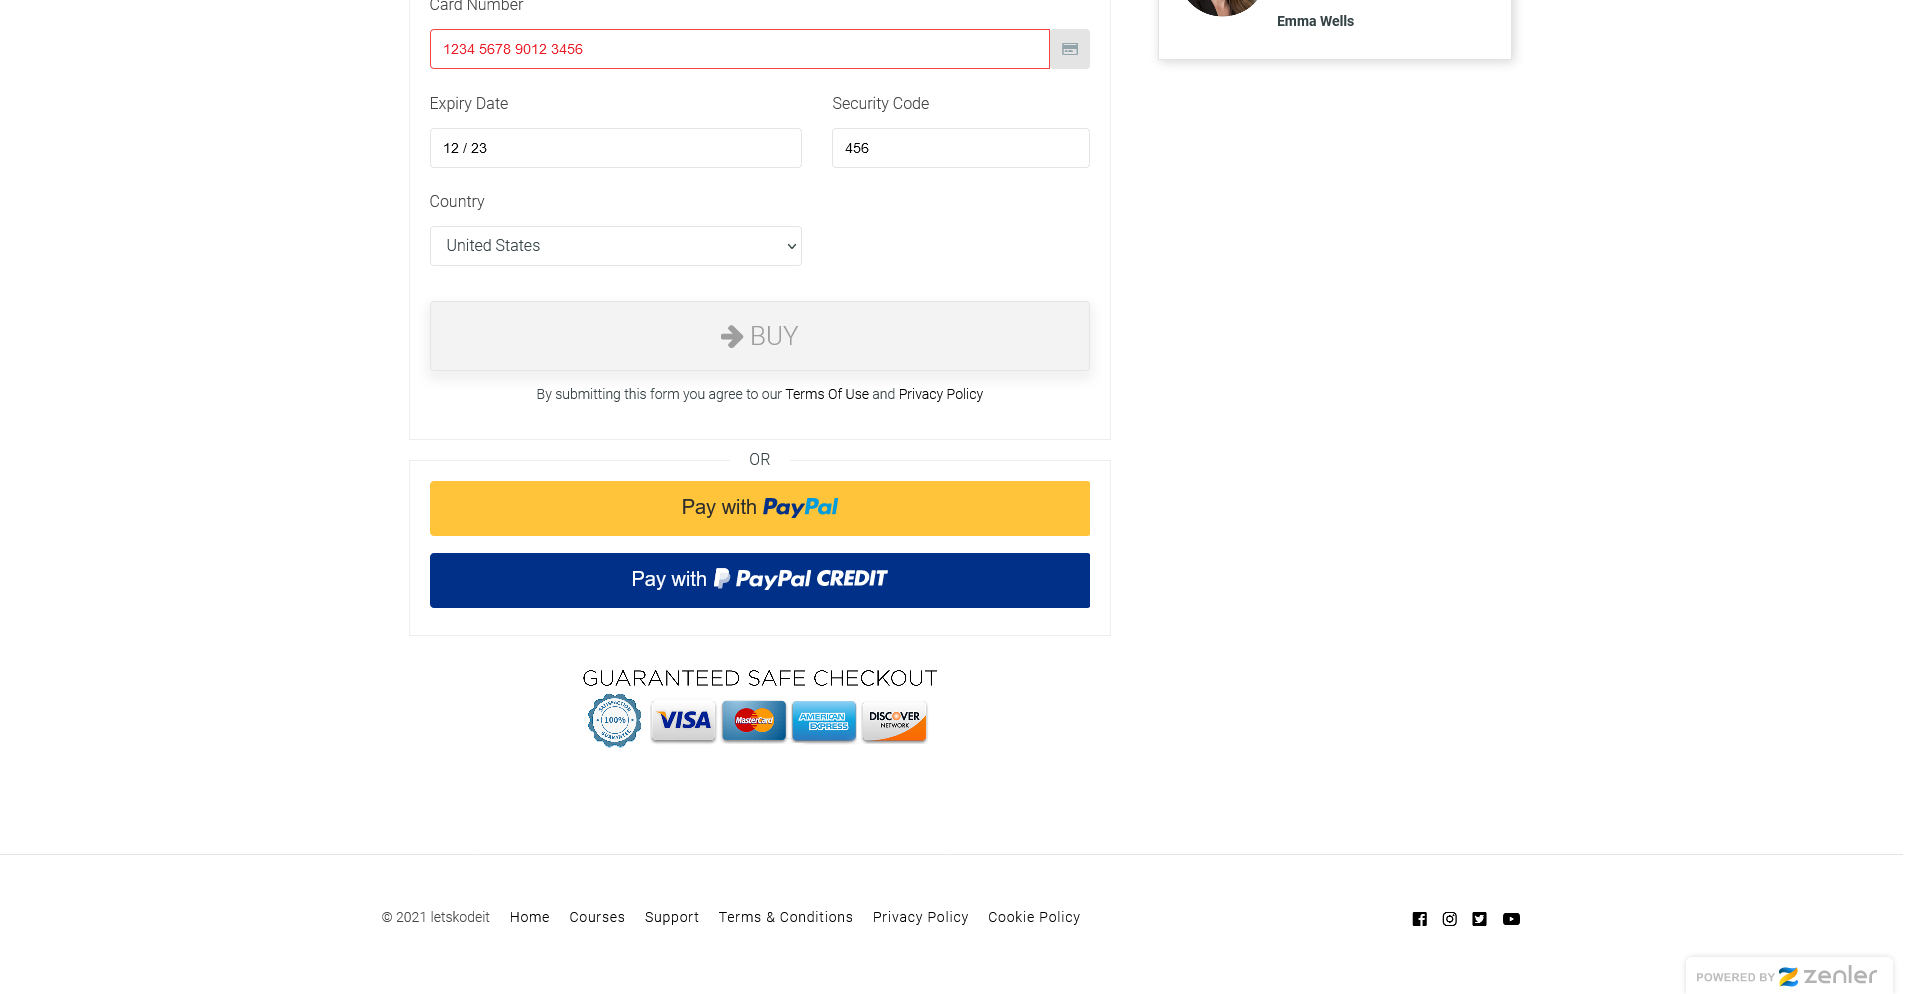 Card Number
Emma Wells
1234 5678 9012 3456
Expiry Date
Security Code
12 / 23
456
Country
United States
BUY
By submitting this form you agree to our Terms Of Use and Privacy Policy
OR
Pay with PayPal
Pay with PayPal CREDIT
GUARANTEED SAFE CHECKOUT
SATISFACTION
100%
GUARANTEE
VISA
MasterCard
AMERICAN EXPRESS
DISCOVER
NETWORK
© 2021 letskodeit Home Courses Support Terms & Conditions Privacy Policy Cookie Policy
POWERED BY zenler